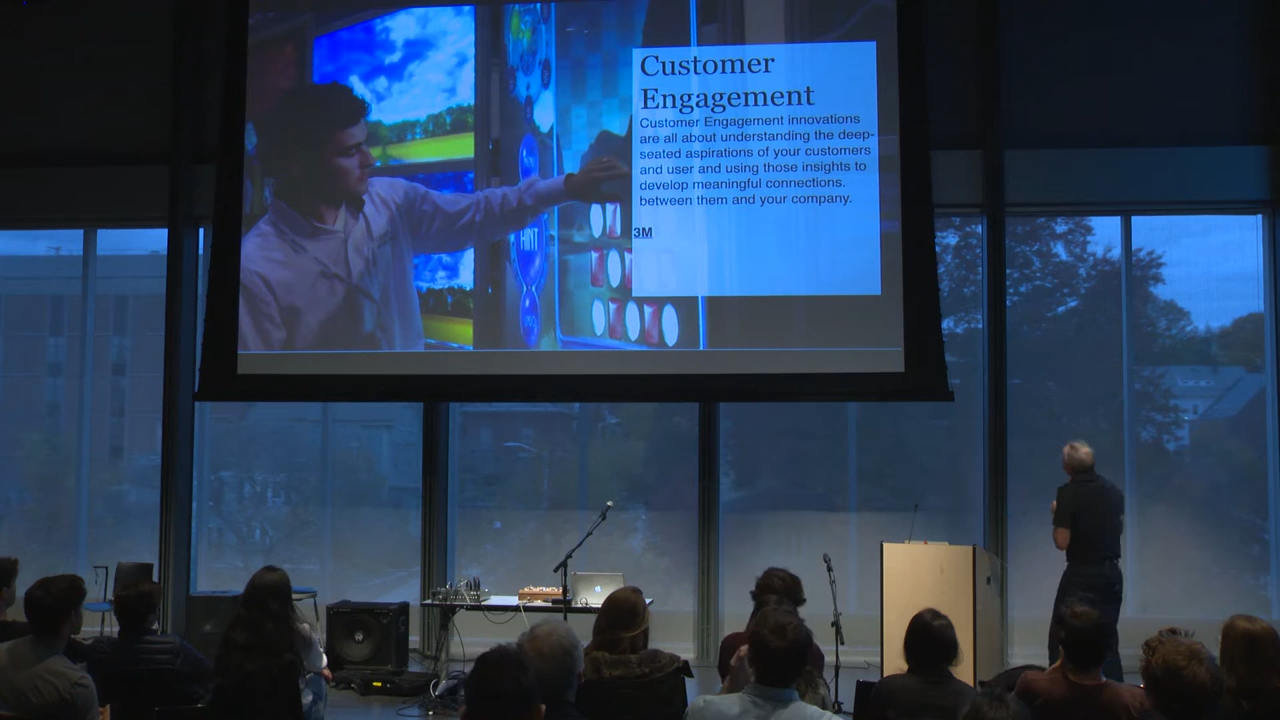 Customer
Engagement
Customer Engagement innovations
are all about understanding the deep-
seated aspirations of your customers
and user and using those insights to
develop meaningful connections.
between them and your company.
3M
HINT